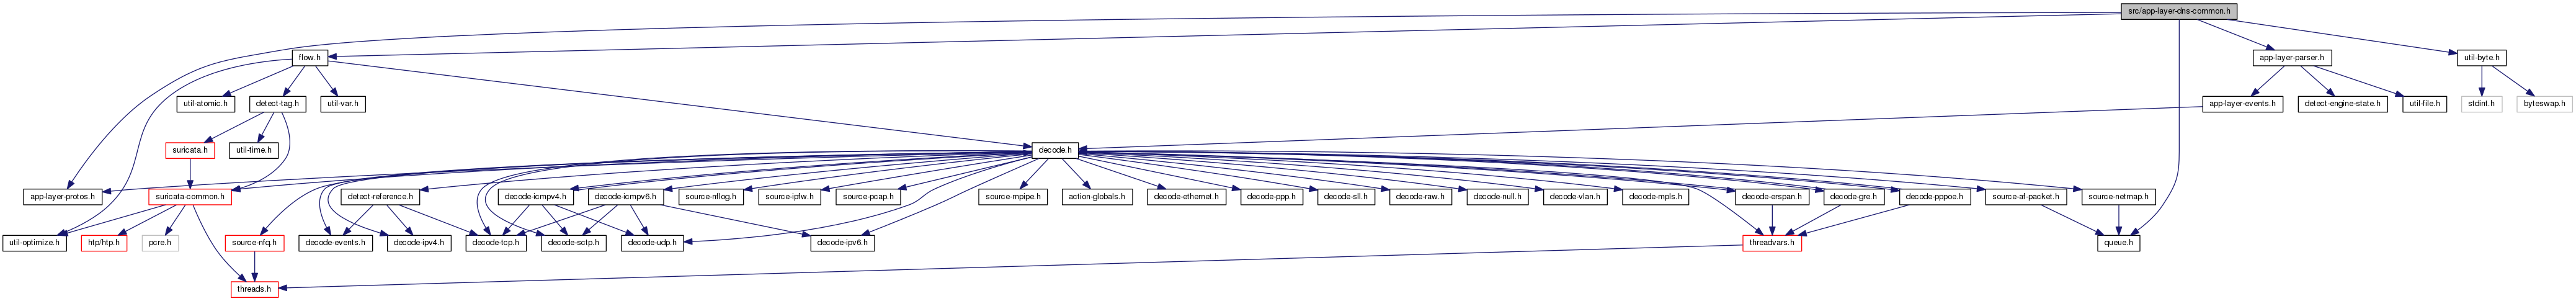 src/app-layer-dns-common.h
flow.h
app-layer-parser.h
util-byte.h
util-atomic.h
detect-tag.h
util-var.h
app-layer-events.h
detect-engine-state.h
util-file.h
stdint.h
byteswap.h
suricata.h
util-time.h
decode.h
app-layer-protos.h
suricata-common.h
detect-reference.h
decode-icmpv4.h
decode-icmpv6.h
source-nflog.h
source-ipfw.h
source-pcap.h
source-mpipe.h
action-globals.h
decode-ethernet.h
decode-ppp.h
decode-sll.h
decode-raw.h
decode-null.h
decode-vlan.h
decode-mpls.h
decode-erspan.h
decode-gre.h
decode-pppoe.h
source-af-packet.h
source-netmap.h
util-optimize.h
htp/htp.h
pcre.h
source-nfq.h
decode-events.h
decode-ipv4.h
decode-tcp.h
decode-sctp.h
decode-udp.h
decode-ipv6.h
threadvars.h
queue.h
threads.h